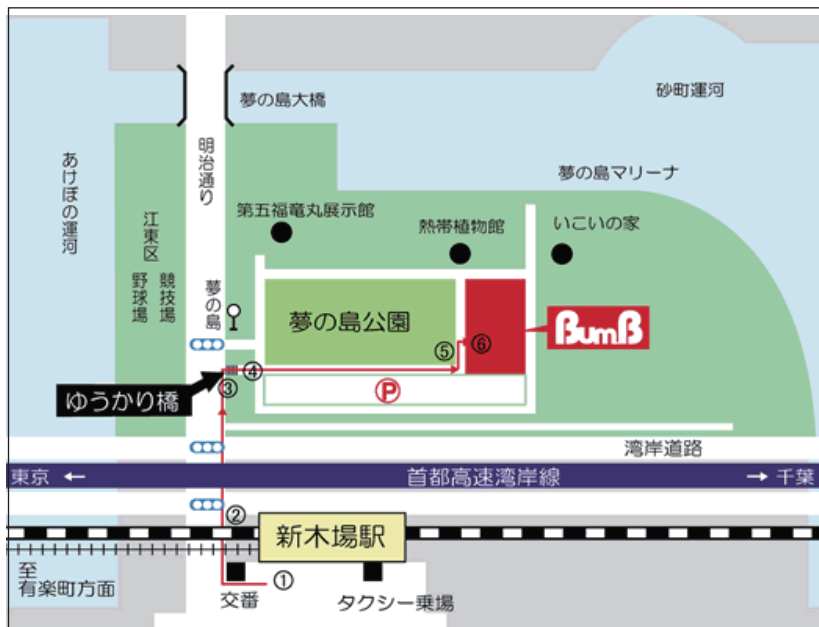 砂町運河
夢の島大橋
明治通り
あけぼの運河
夢の島マリーナ
第五福竜丸展示館
熱帯植物館
いこいの家
江東区
野球場
競技場
夢の島
夢の島公園
BumB
⑤
⑥
③
④
P
ゆうかり橋
湾岸道路
東京 ←
首都高速湾岸線
→ 千葉
②
新木場駅
至
有楽町方面
①
交番
タクシー乗場